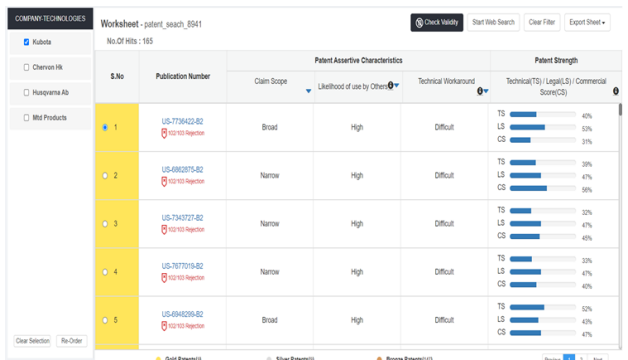 COMPANY-TECHNOLOGIES
Kubota
Chervon Hk
Husqvarna Ab
Mtd Products
Clear Selection Re-Order
Worksheet - patent_seach_8941
Check Validity Start Web Search Clear Filter Export Sheet
No.Of Hits : 165
S.No Publication Number Patent Assertive Characteristics Patent Strength
Claim Scope Likelihood of use by Others Technical Workaround Technical(TS) / Legal(LS) / Commercial
Score(CS)
1 US-7736422-B2 Broad High Difficult
102/103 Rejection
TS 40%
LS 53%
CS 31%
2 US-6862875-B2 Narrow High Difficult
102/103 Rejection
TS 39%
LS 47%
CS 56%
3 US-7343727-B2 Narrow High Difficult
102/103 Rejection
TS 32%
LS 47%
CS 45%
4 US-7677019-B2 Narrow High Difficult
102/103 Rejection
TS 33%
LS 47%
CS 40%
5 US-6948299-B2 Broad High Difficult
102/103 Rejection
TS 52%
LS 43%
CS 47%
Gold Patents Silver Patents Bronze Patents
Previous 1 2 Next